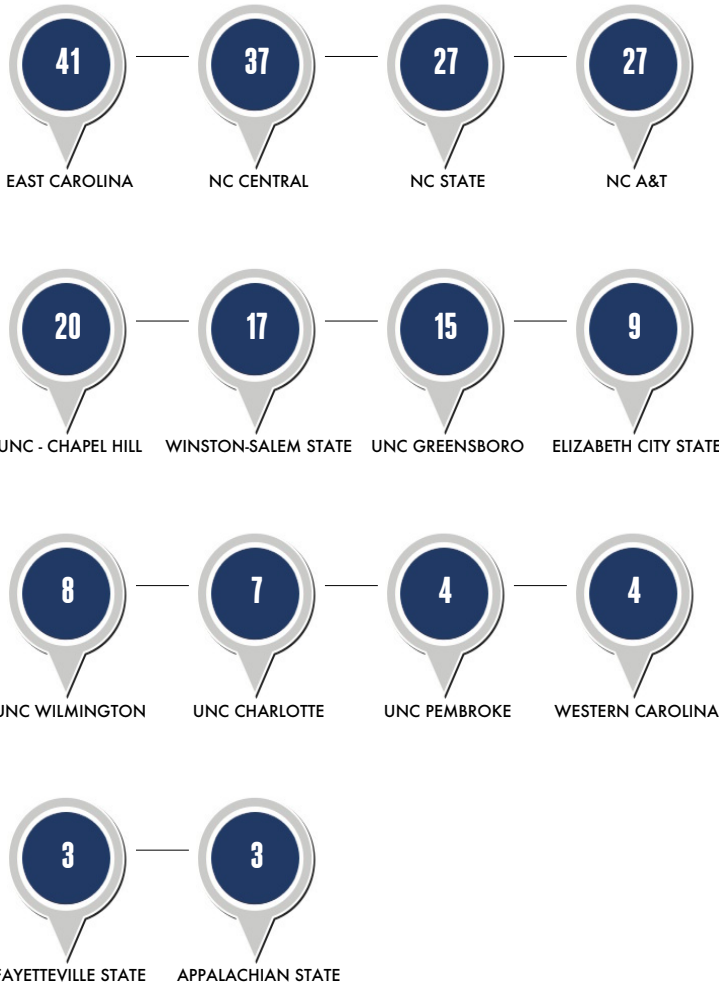 41 37 27 27
EAST CAROLINA NC CENTRAL NC STATE NC A&T
20 17 15 9
UNC - CHAPEL HILL WINSTON-SALEM STATE UNC GREENSBORO ELIZABETH CITY STATE
8 7 4 4
UNC WILMINGTON UNC CHARLOTTE UNC PEMBROKE WESTERN CAROLINA
3 3
FAYETTEVILLE STATE APPALACHIAN STATE